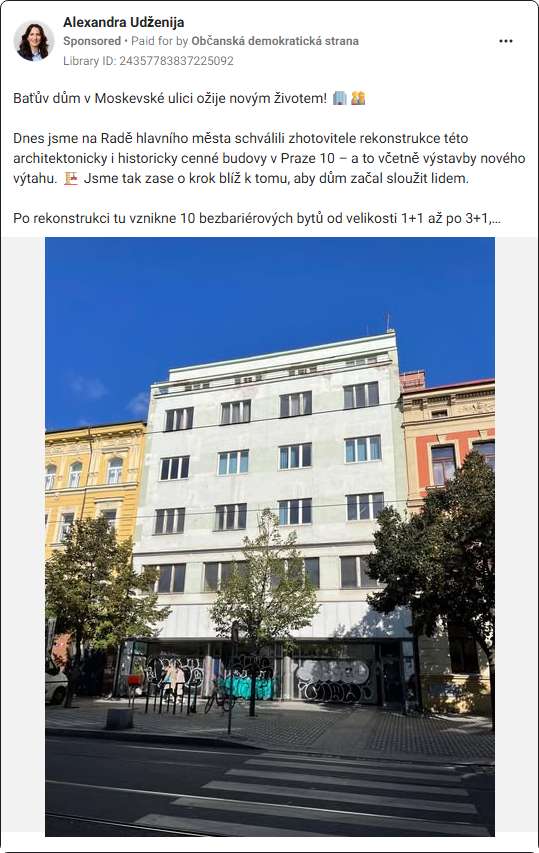 Alexandra Udženija
Sponsored • Paid for by Občanská demokratická strana
Library ID: 24357783837225092
Baťův dům v Moskevské ulici ožije novým životem! 🏢 👫
Dnes jsme na Radě hlavního města schválili zhotovitele rekonstrukce této
architektonicky i historicky cenné budovy v Praze 10 – a to včetně výstavby nového
výtahu. 🏗️ Jsme tak zase o krok blíž k tomu, aby dům začal sloužit lidem.
Po rekonstrukci tu vznikne 10 bezbariérových bytů od velikosti 1+1 až po 3+1,...